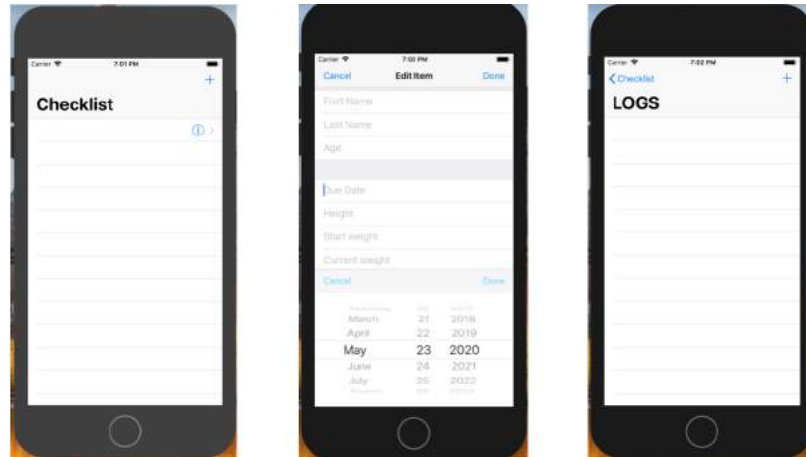 Carrier 7:01 PM
+
Checklist
Carrier 7:02 PM
Cancel Edit Item Done
First Name
Last Name
Age
Due Date
Height
Start weight
Current weight
Cancel Done
March 21 2018
April 22 2019
May 23 2020
June 24 2021
July 25 2022
Carrier 7:02 PM
Checklist +
LOGS